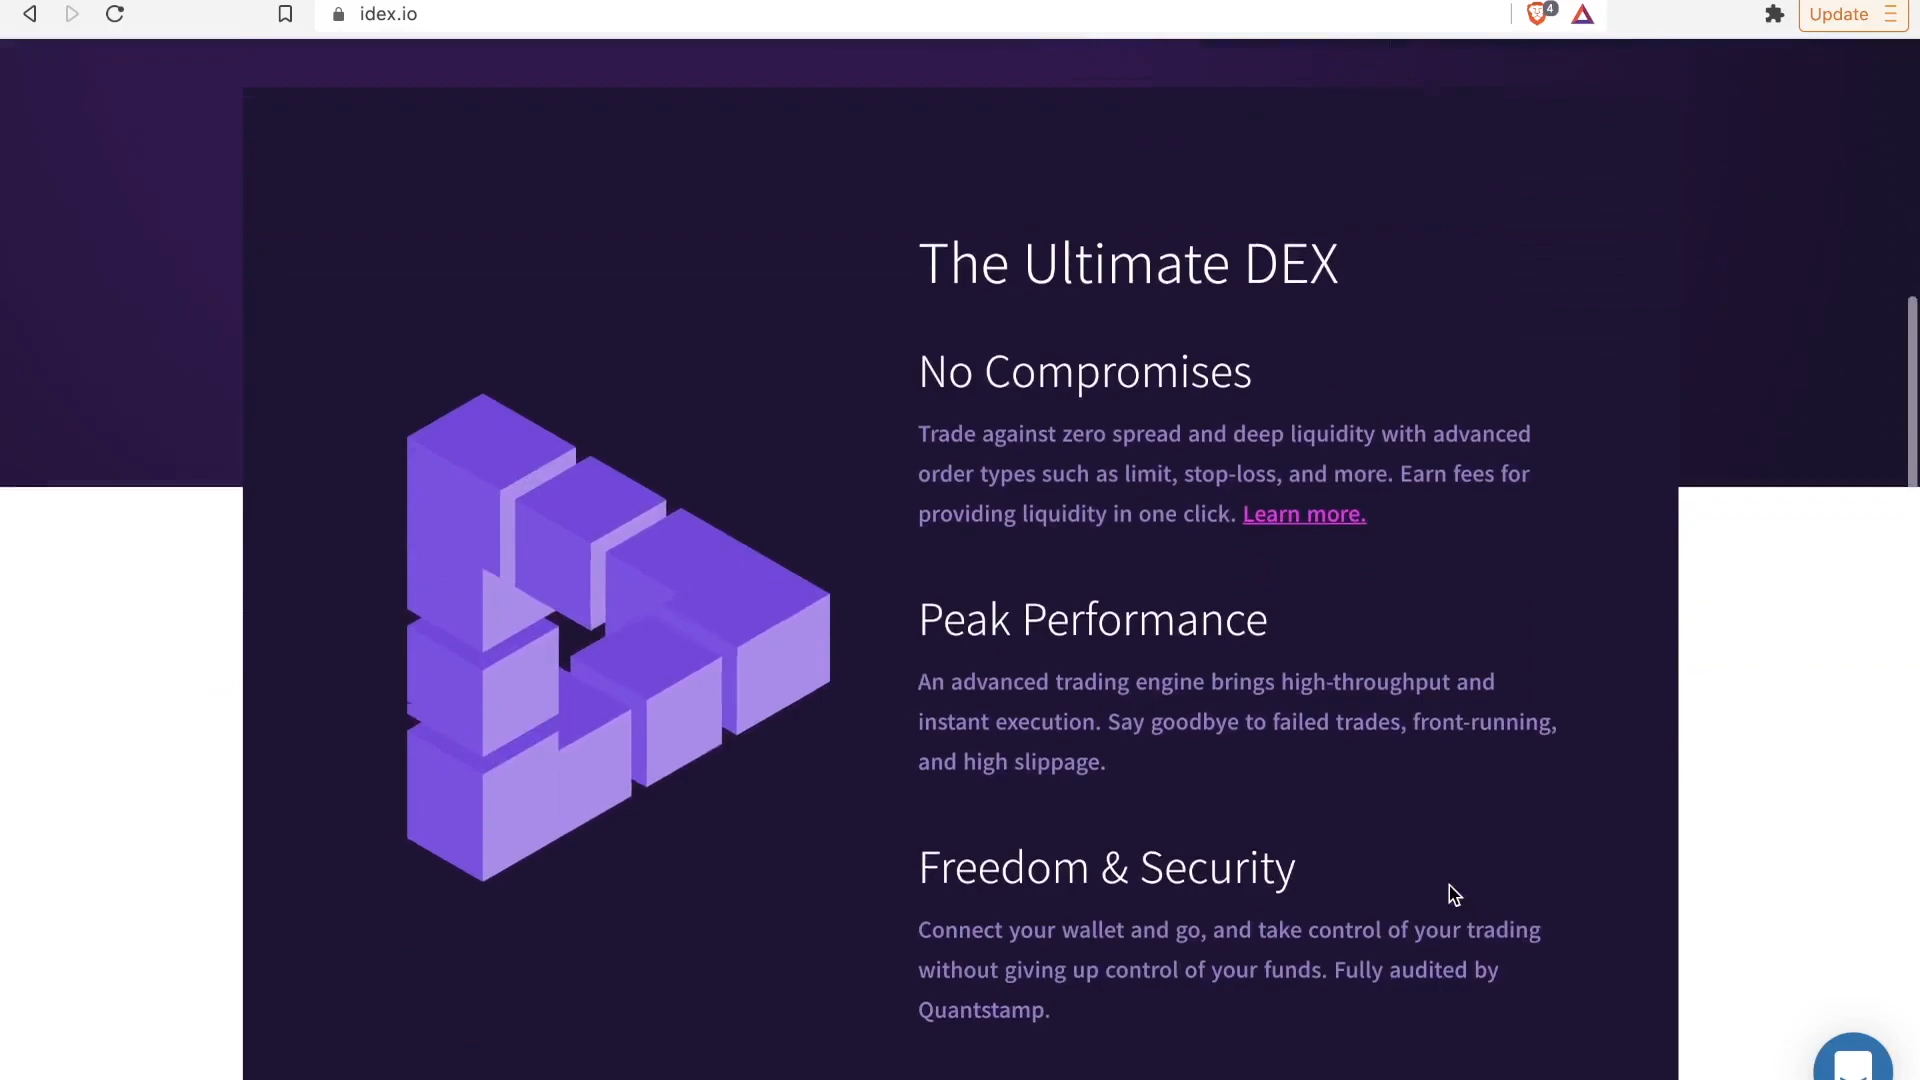 idex.io
4
Update
The Ultimate DEX
No Compromises
Trade against zero spread and deep liquidity with advanced
order types such as limit, stop-loss, and more. Earn fees for
providing liquidity in one click. Learn more.
Peak Performance
An advanced trading engine brings high-throughput and
instant execution. Say goodbye to failed trades, front-running,
and high slippage.
Freedom & Security
Connect your wallet and go, and take control of your trading
without giving up control of your funds. Fully audited by
Quantstamp.